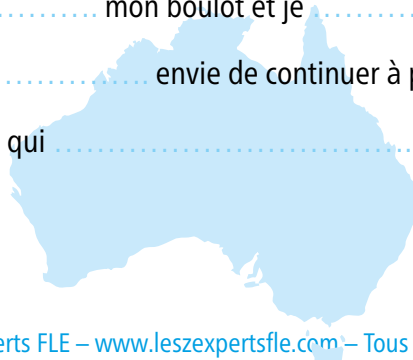 .......... mon boulot et je ............
.............. envie de continuer à p
qui ..................................
erts FLE – www.leszexpertsfle.com – Tous